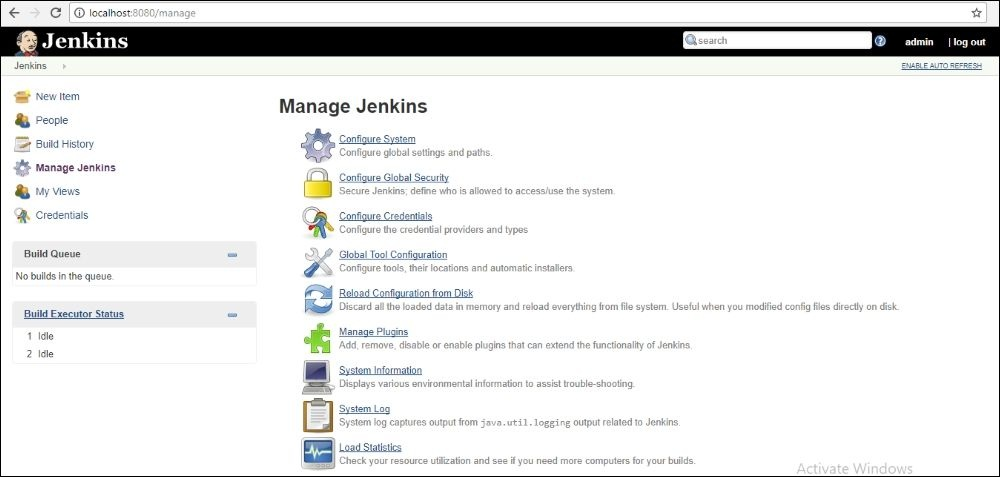 localhost:8080/manage
Jenkins
search
admin
| log out
Jenkins
ENABLE AUTO REFRESH
New Item
People
Build History
Manage Jenkins
My Views
Credentials
Build Queue
No builds in the queue.
Build Executor Status
1 Idle
2 Idle
Manage Jenkins
Configure System
Configure global settings and paths.
Configure Global Security
Secure Jenkins; define who is allowed to access/use the system.
Configure Credentials
Configure the credential providers and types
Global Tool Configuration
Configure tools, their locations and automatic installers.
Reload Configuration from Disk
Discard all the loaded data in memory and reload everything from file system. Useful when you modified config files directly on disk.
Manage Plugins
Add, remove, disable or enable plugins that can extend the functionality of Jenkins.
System Information
Displays various environmental information to assist trouble-shooting.
System Log
System log captures output from java.util.logging output related to Jenkins.
Load Statistics
Check your resource utilization and see if you need more computers for your builds.
Activate Windows